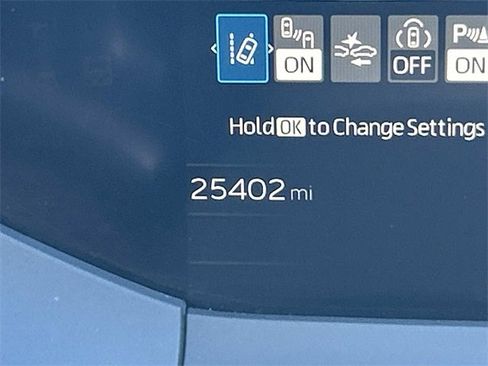 P
ON OFF ON
Hold OK to Change Settings
25402 mi